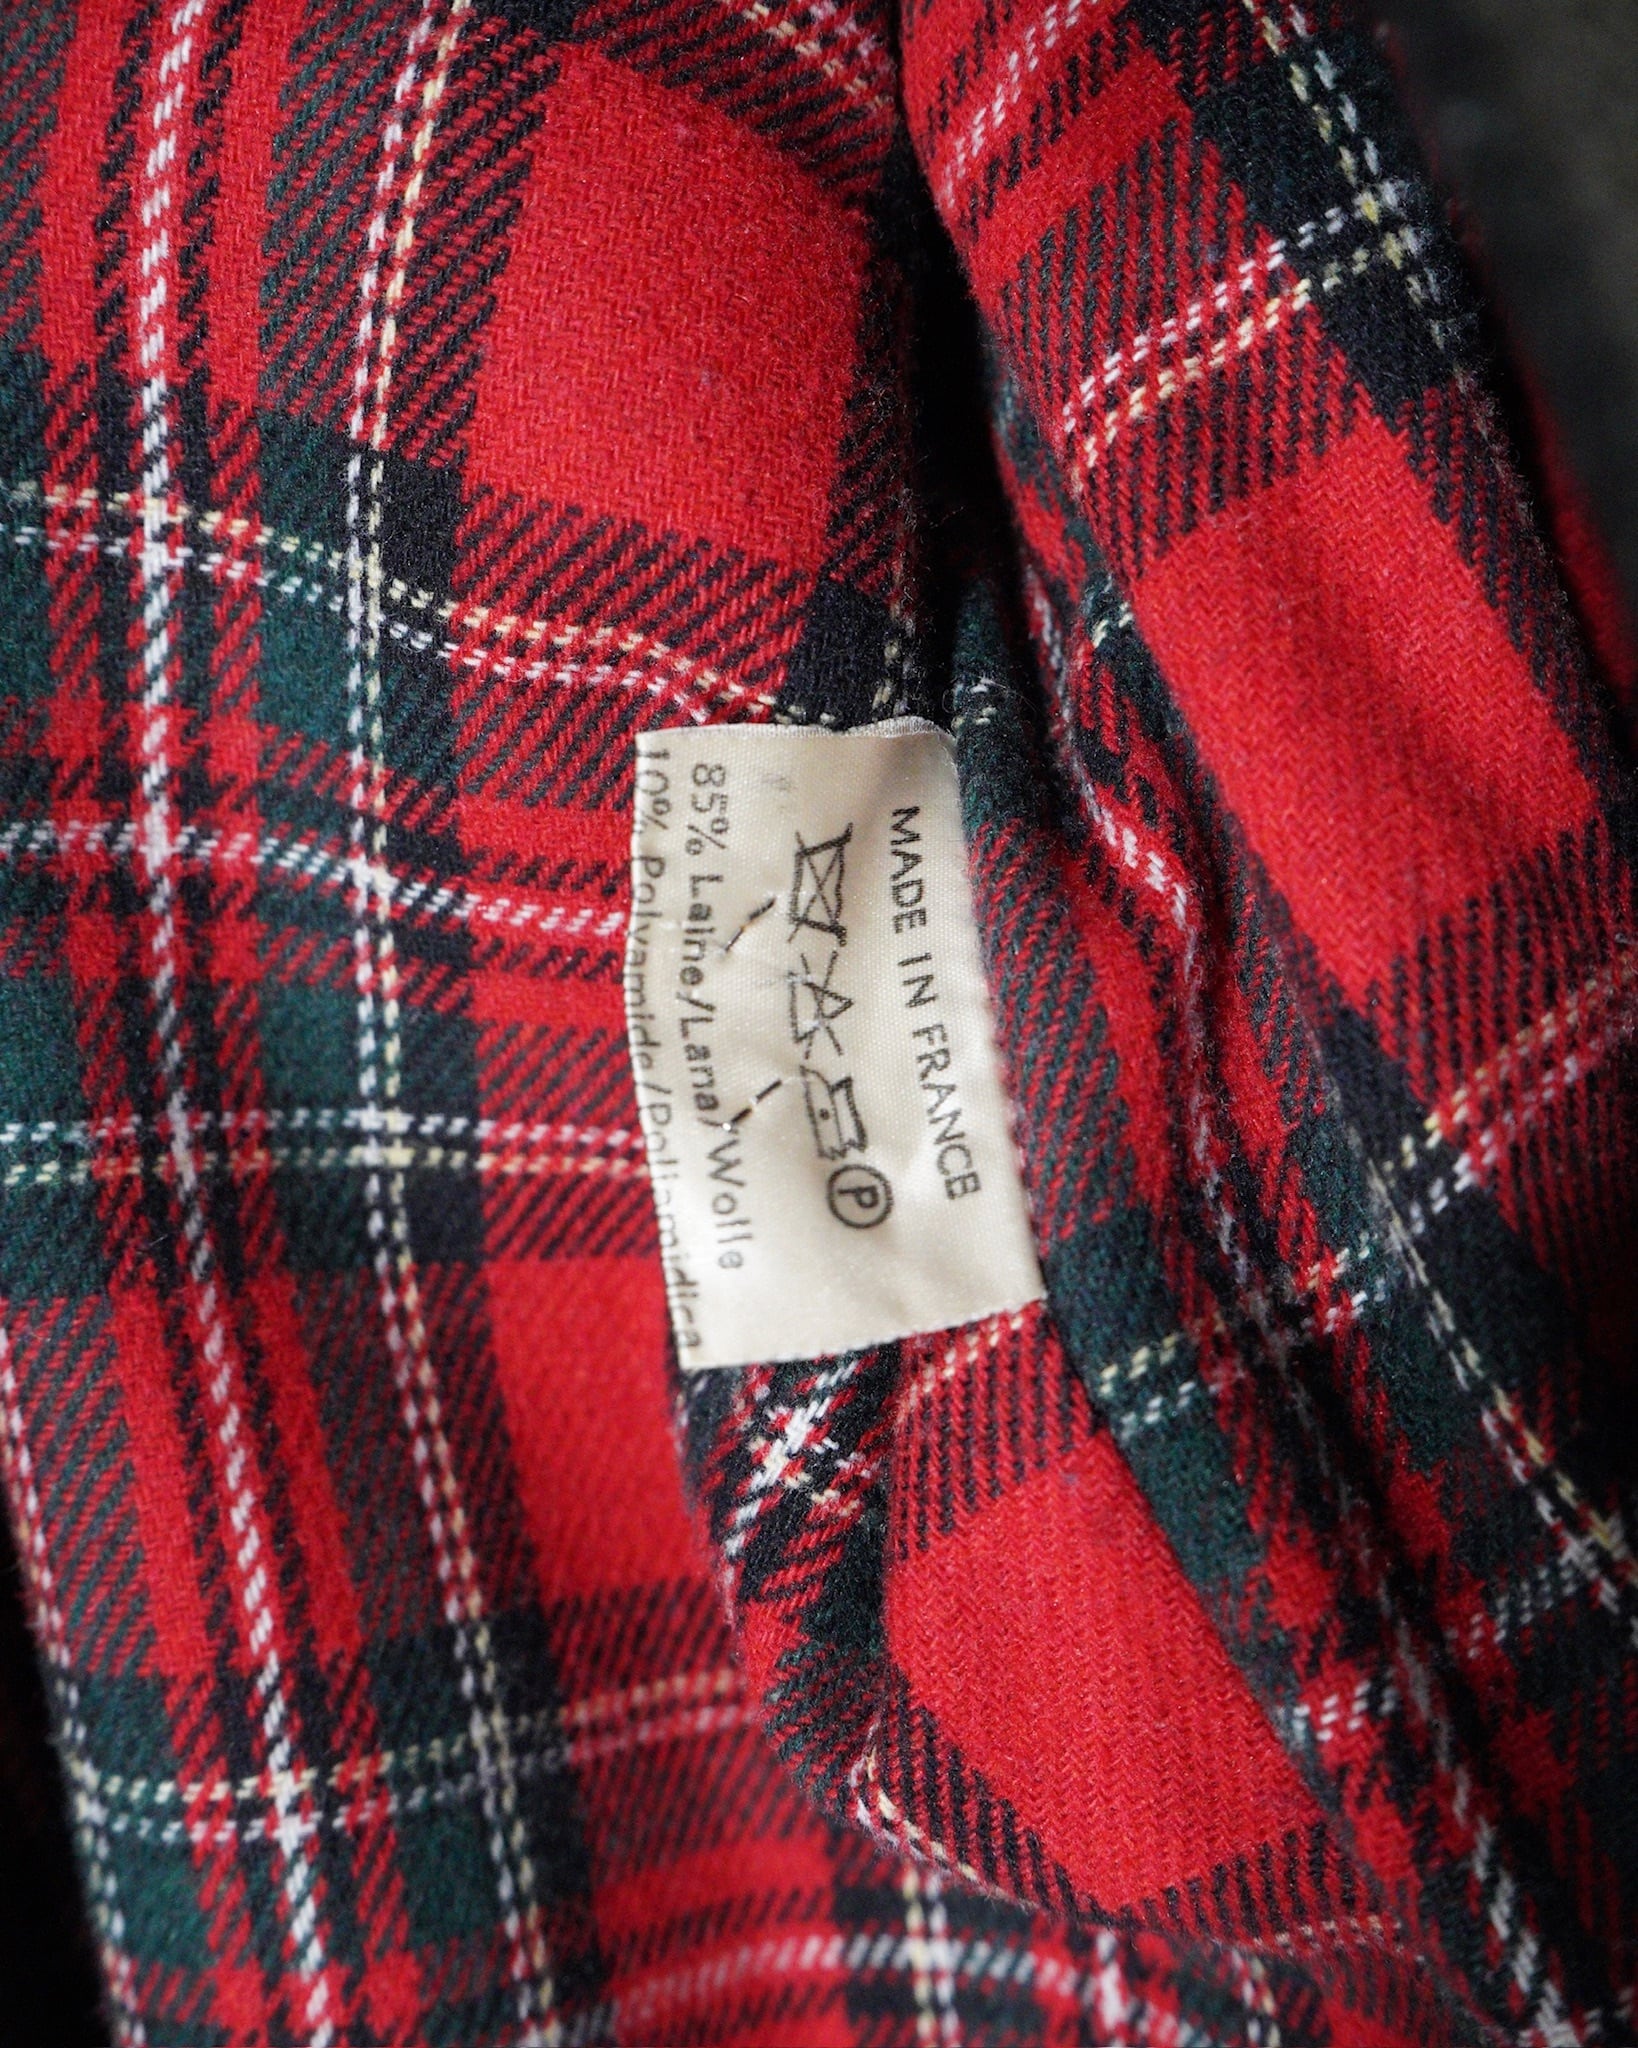 MADE IN FRANCE
P
85% Laine/Lana/Wolle
10% Polyamide/Poliamidica